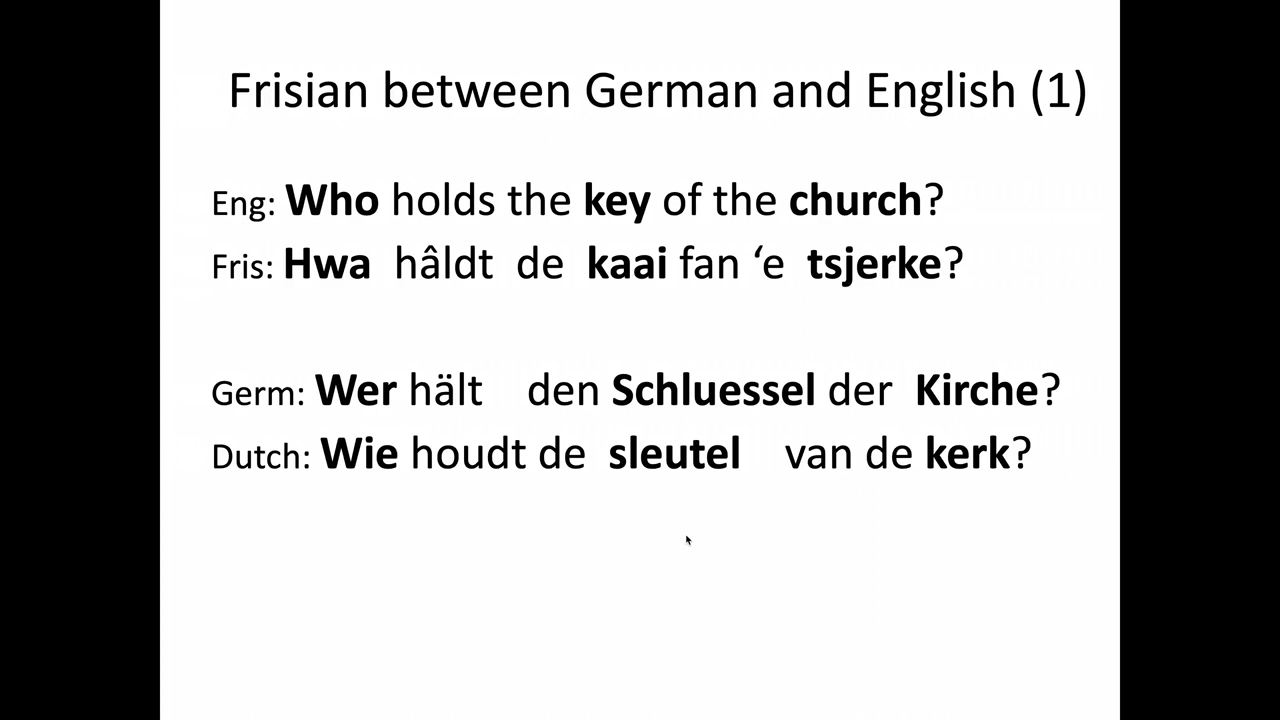 Frisian between German and English (1)
Eng: Who holds the key of the church?
Fris: Hwa hâldt de kaai fan ‘e tsjerke?
Germ: Wer hält den Schluessel der Kirche?
Dutch: Wie houdt de sleutel van de kerk?